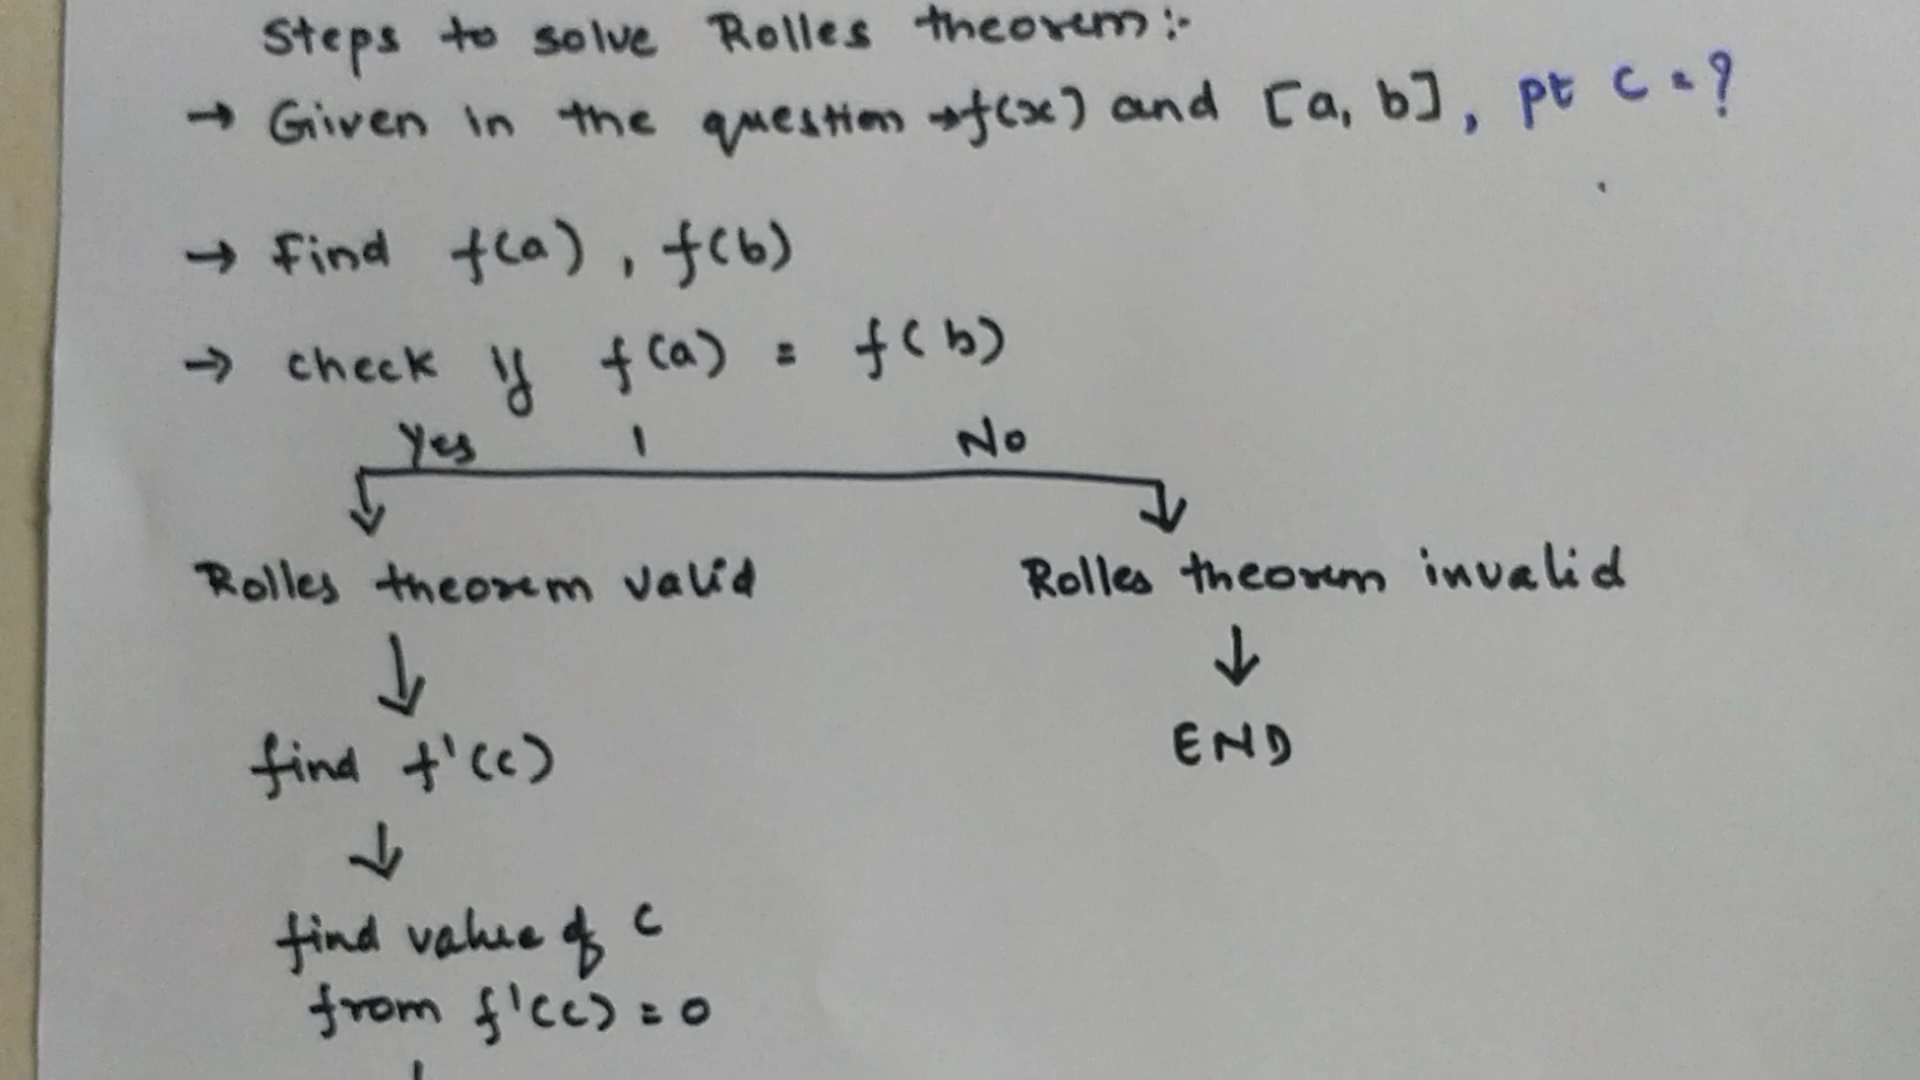 Steps to solve Rolles theorem:-
→ Given in the question → f(x) and [a, b], pt c = ?
→ Find f(a), f(b)
→ check if f(a) = f(b)
Yes No
Rolles theorem valid Rolles theorem invalid
↓ ↓
find f'(c) END
↓
find value of c
from f'(c) = 0